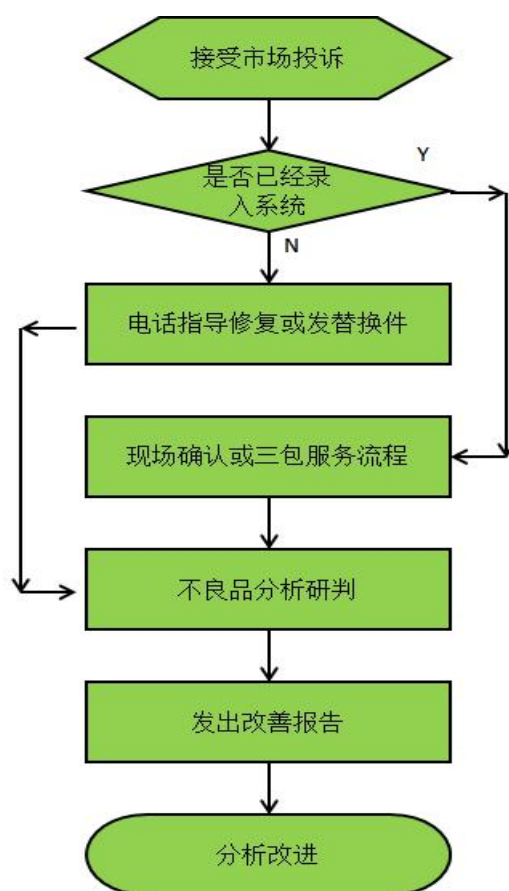 接受市场投诉
Y
是否已经录
入系统
N
电话指导修复或发替换件
现场确认或三包服务流程
不良品分析研判
发出改善报告
分析改进